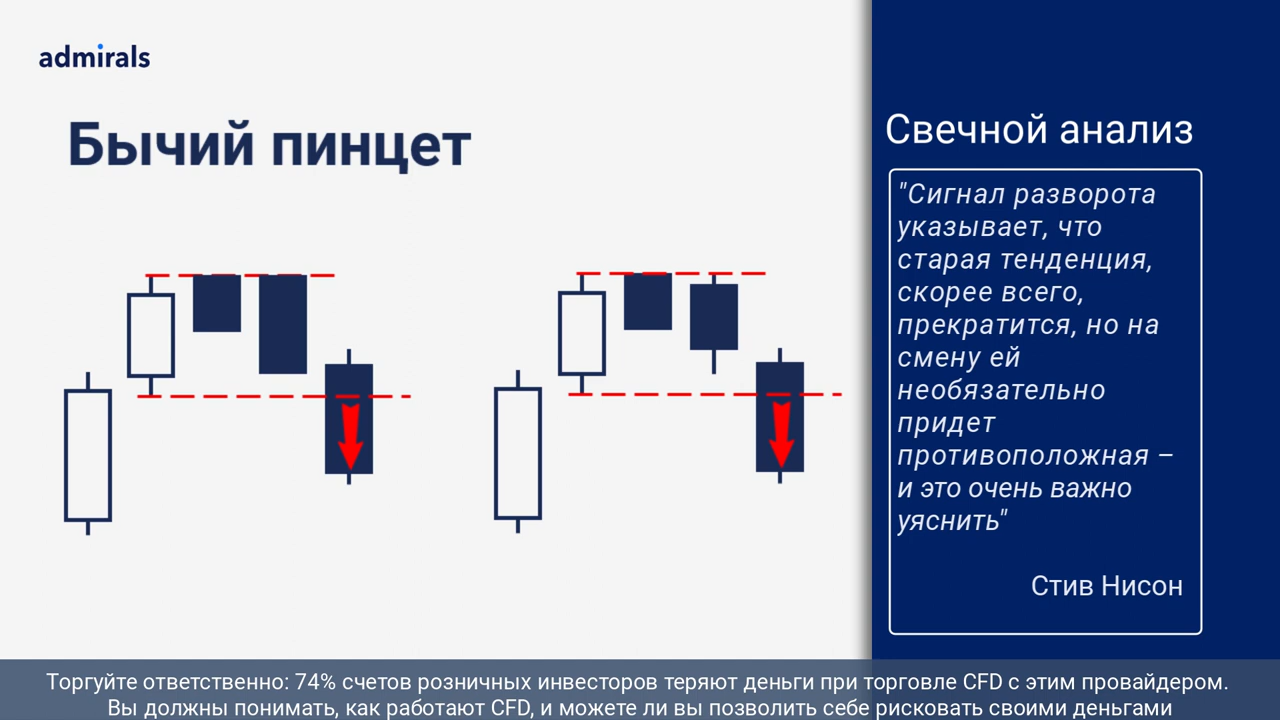 admirals
Бычий пинцет
Свечной анализ
"Сигнал разворота
указывает, что
старая тенденция,
скорее всего,
прекратится, но на
смену ей
необязательно
придет
противоположная –
и это очень важно
уяснить"
Стив Нисон
Торгуйте ответственно: 74% счетов розничных инвесторов теряют деньги при торговле CFD с этим провайдером.
Вы должны понимать, как работают CFD, и можете ли вы позволить себе рисковать своими деньгами